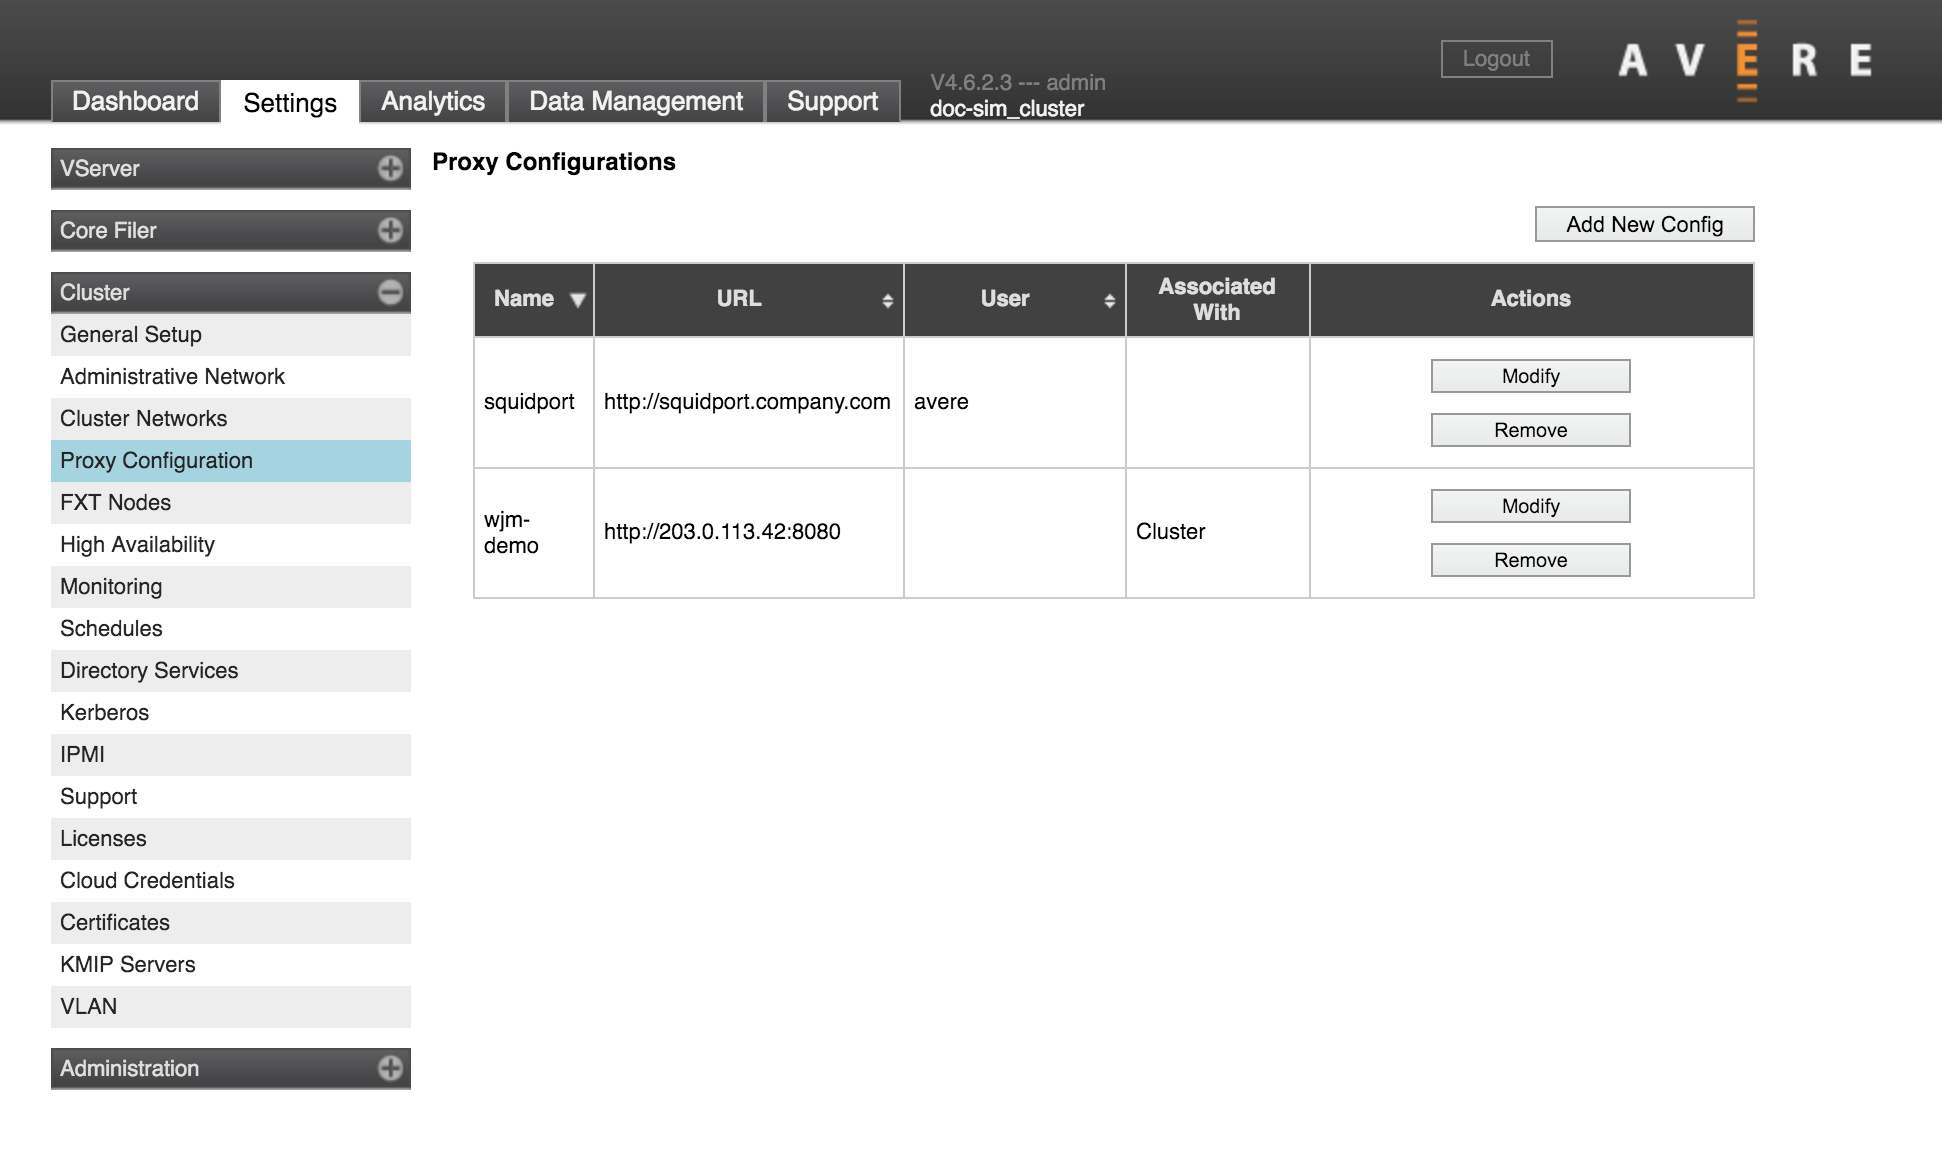 Logout
AVERE
V4.6.2.3 --- admin
Dashboard
Settings
Analytics
Data Management
Support
doc-sim_cluster
VServer
Core Filer
Cluster
General Setup
Administrative Network
Cluster Networks
Proxy Configuration
FXT Nodes
High Availability
Monitoring
Schedules
Directory Services
Kerberos
IPMI
Support
Licenses
Cloud Credentials
Certificates
KMIP Servers
VLAN
Administration
Proxy Configurations
Add New Config
Name
URL
User
Associated
With
Actions
squidport
http://squidport.company.com
avere
Modify
Remove
wjm-
demo
http://203.0.113.42:8080
Cluster
Modify
Remove